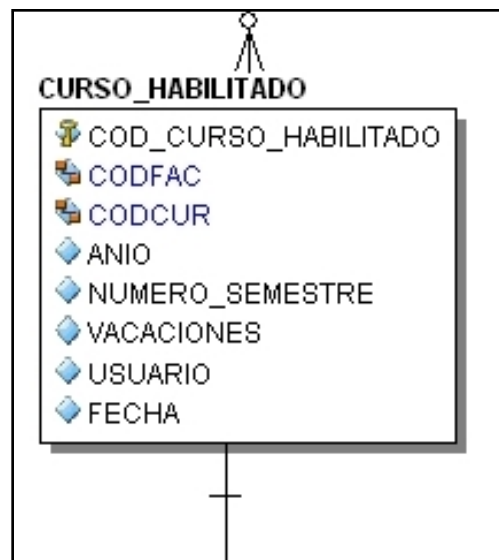 CURSO_HABILITADO
COD_CURSO_HABILITADO
CODFAC
CODCUR
ANIO
NUMERO_SEMESTRE
VACACIONES
USUARIO
FECHA